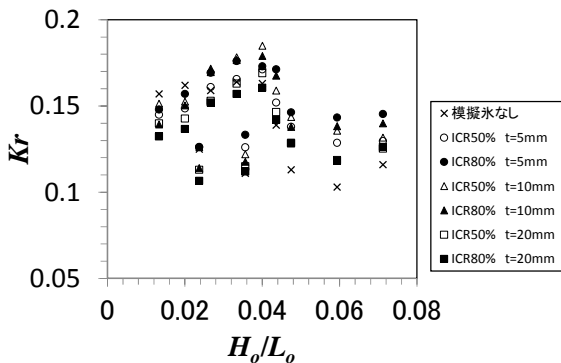 0.2
0.15
0.1
0.05
Kr
0
0.02
0.04
0.06
0.08
Ho/Lo
×模擬氷なし
○ICR50% t=5mm
●ICR80% t=5mm
△ICR50% t=10mm
▲ICR80% t=10mm
□ICR50% t=20mm
■ICR80% t=20mm